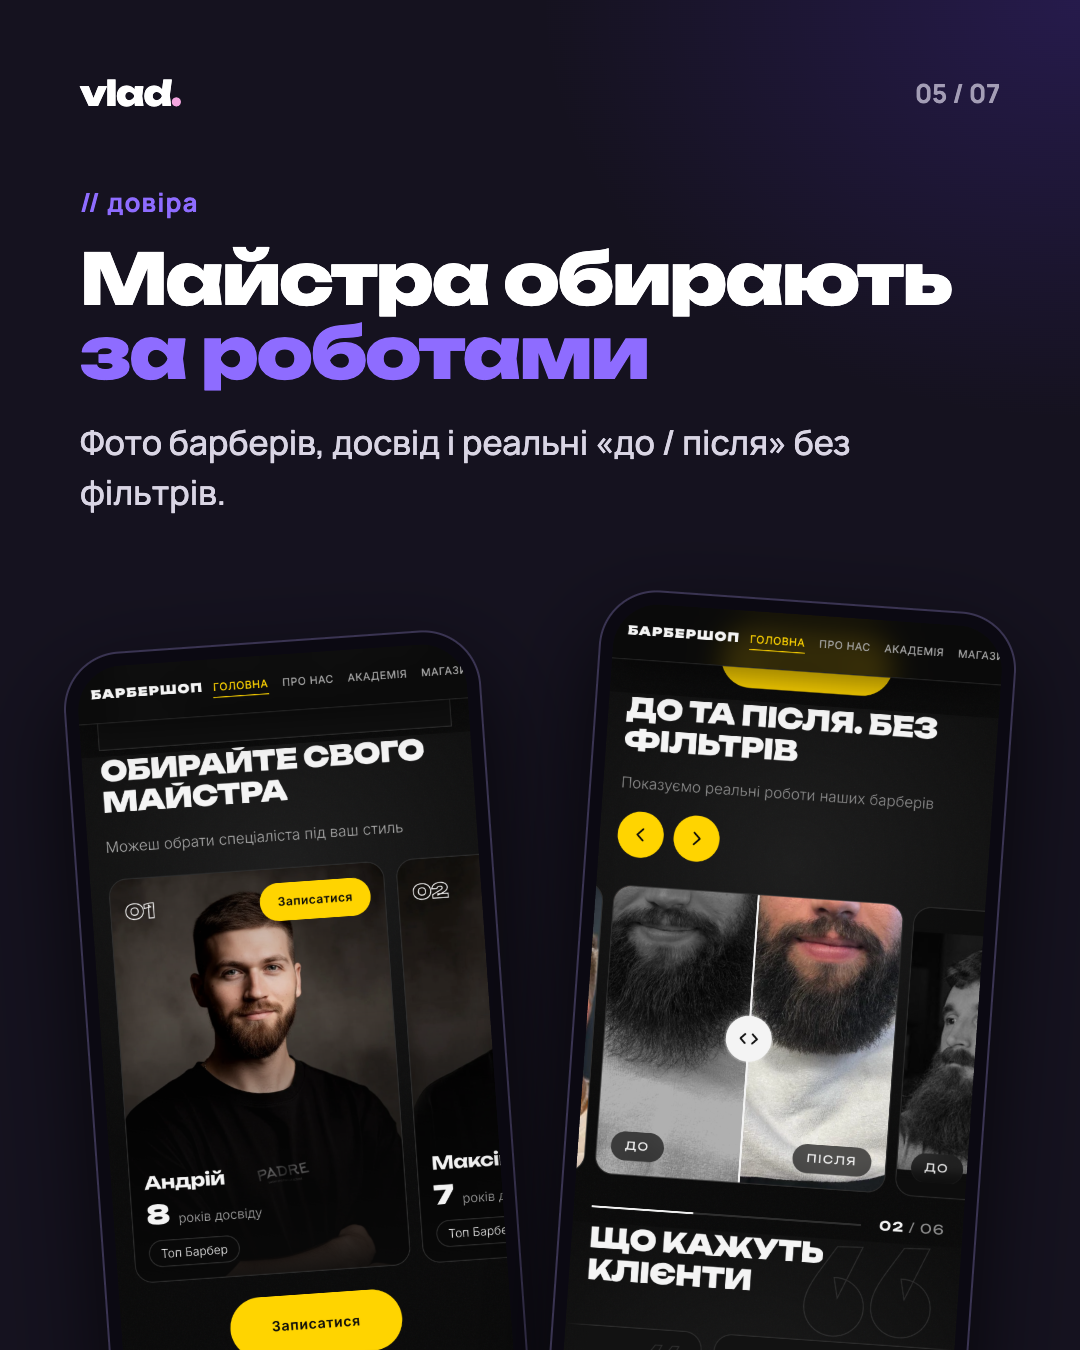 vlad.
05 / 07
// довіра
Майстра обирають
за роботами
Фото барберів, досвід і реальні «до / після» без
фільтрів.
БАРБЕРШОП ГОЛОВНА ПРО НАС АКАДЕМІЯ
ОБИРАЙТЕ СВОГО
МАЙСТРА
Можеш обрати спеціаліста під ваш стиль
01
Записатися
02
PADRE
Андрій
8 років досвіду
Топ Барбер
7 років
Топ
Записатися
БАРБЕРШОП ГОЛОВНА ПРО НАС АКАДЕМІЯ
ДО ТА ПІСЛЯ. БЕЗ
ФІЛЬТРІВ
Показуємо реальні роботи наших барберів
ДО
ПІСЛЯ
ДО
02 / 06
ЩО КАЖУТЬ
КЛІЄНТИ